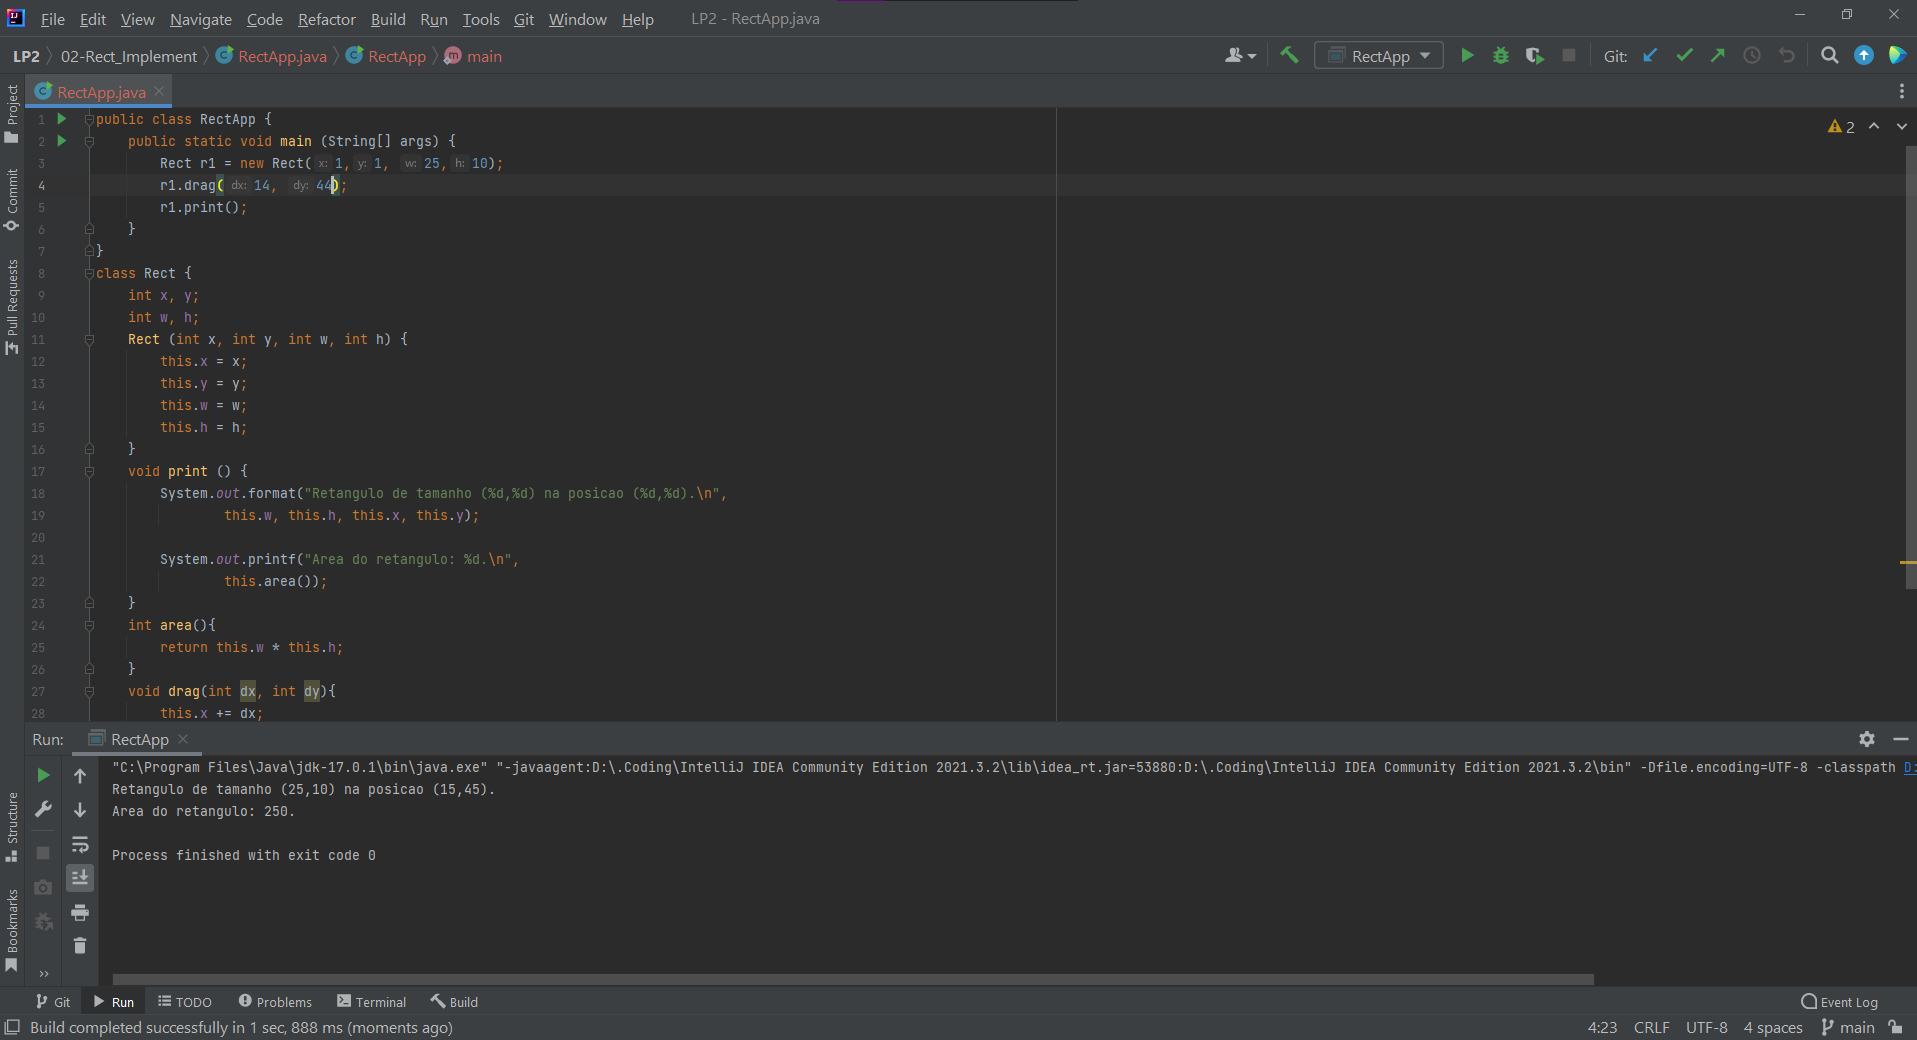 File Edit View Navigate Code Refactor Build Run Tools Git Window Help LP2 - RectApp.java
LP2 02-Rect_Implement RectApp.java RectApp main RectApp Git:
RectApp.java
Project
Commit
Pull Requests
2
1 public class RectApp {
2 public static void main (String[] args) {
3 Rect r1 = new Rect( x: 1, y: 1, w: 25, h: 10);
4 r1.drag( dx: 14, dy: 44);
5 r1.print();
6 }
7 }
8 class Rect {
9 int x, y;
10 int w, h;
11 Rect (int x, int y, int w, int h) {
12 this.x = x;
13 this.y = y;
14 this.w = w;
15 this.h = h;
16 }
17 void print () {
18 System.out.format("Retangulo de tamanho (%d,%d) na posicao (%d,%d).\n",
19 this.w, this.h, this.x, this.y);
20
21 System.out.printf("Area do retangulo: %d.\n",
22 this.area());
23 }
24 int area(){
25 return this.w * this.h;
26 }
27 void drag(int dx, int dy){
28 this.x += dx;
Run: RectApp
"C:\Program Files\Java\jdk-17.0.1\bin\java.exe" "-javaagent:D:\.Coding\IntelliJ IDEA Community Edition 2021.3.2\lib\idea_rt.jar=53880:D:\.Coding\IntelliJ IDEA Community Edition 2021.3.2\bin" -Dfile.encoding=UTF-8 -classpath D:
Retangulo de tamanho (25,10) na posicao (15,45).
Area do retangulo: 250.
Process finished with exit code 0
Structure
Bookmarks
Git Run TODO Problems Terminal Build Event Log
Build completed successfully in 1 sec, 888 ms (moments ago) 4:23 CRLF UTF-8 4 spaces main